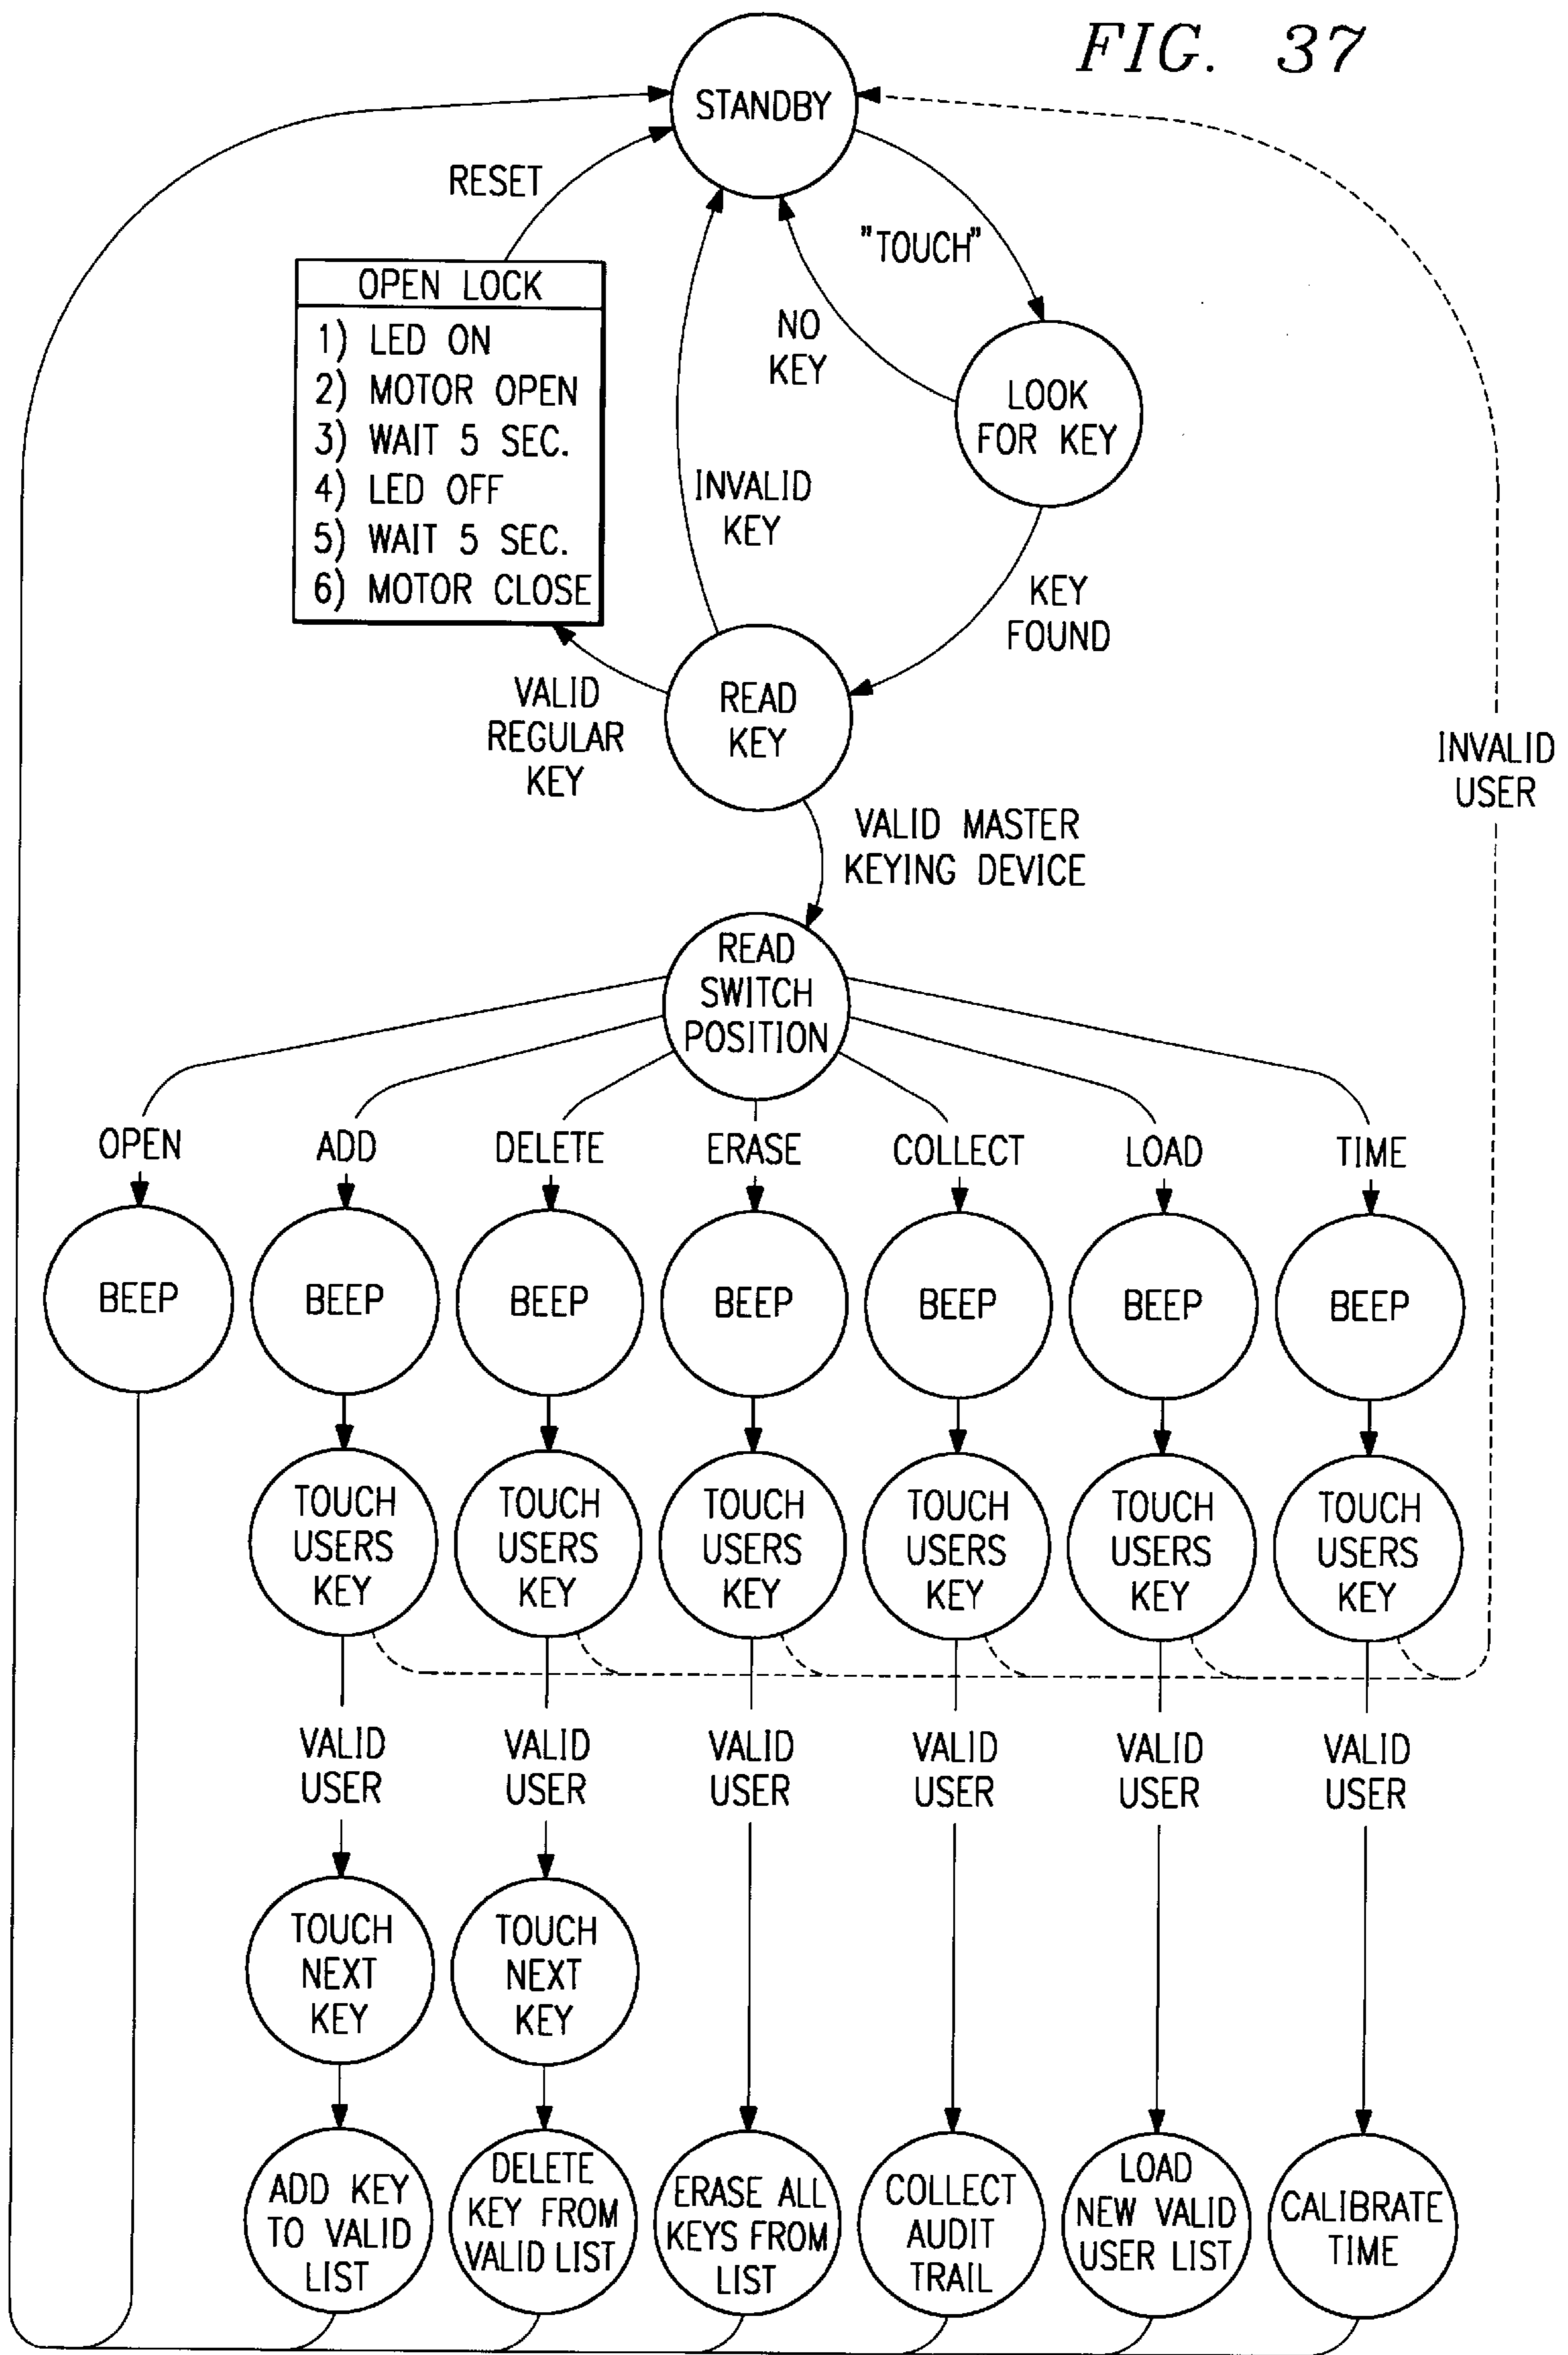 FIG. 37
STANDBY
RESET
"TOUCH"
OPEN LOCK
1) LED ON
2) MOTOR OPEN
3) WAIT 5 SEC.
4) LED OFF
5) WAIT 5 SEC.
6) MOTOR CLOSE
NO
KEY
LOOK
FOR KEY
INVALID
KEY
KEY
FOUND
VALID
REGULAR
KEY
READ
KEY
INVALID
USER
VALID MASTER
KEYING DEVICE
READ
SWITCH
POSITION
OPEN
ADD
DELETE
ERASE
COLLECT
LOAD
TIME
BEEP
BEEP
BEEP
BEEP
BEEP
BEEP
BEEP
TOUCH
USERS
KEY
TOUCH
USERS
KEY
TOUCH
USERS
KEY
TOUCH
USERS
KEY
TOUCH
USERS
KEY
TOUCH
USERS
KEY
VALID
USER
VALID
USER
VALID
USER
VALID
USER
VALID
USER
VALID
USER
TOUCH
NEXT
KEY
TOUCH
NEXT
KEY
ADD KEY
TO VALID
LIST
DELETE
KEY FROM
VALID LIST
ERASE ALL
KEYS FROM
LIST
COLLECT
AUDIT
TRAIL
LOAD
NEW VALID
USER LIST
CALIBRATE
TIME